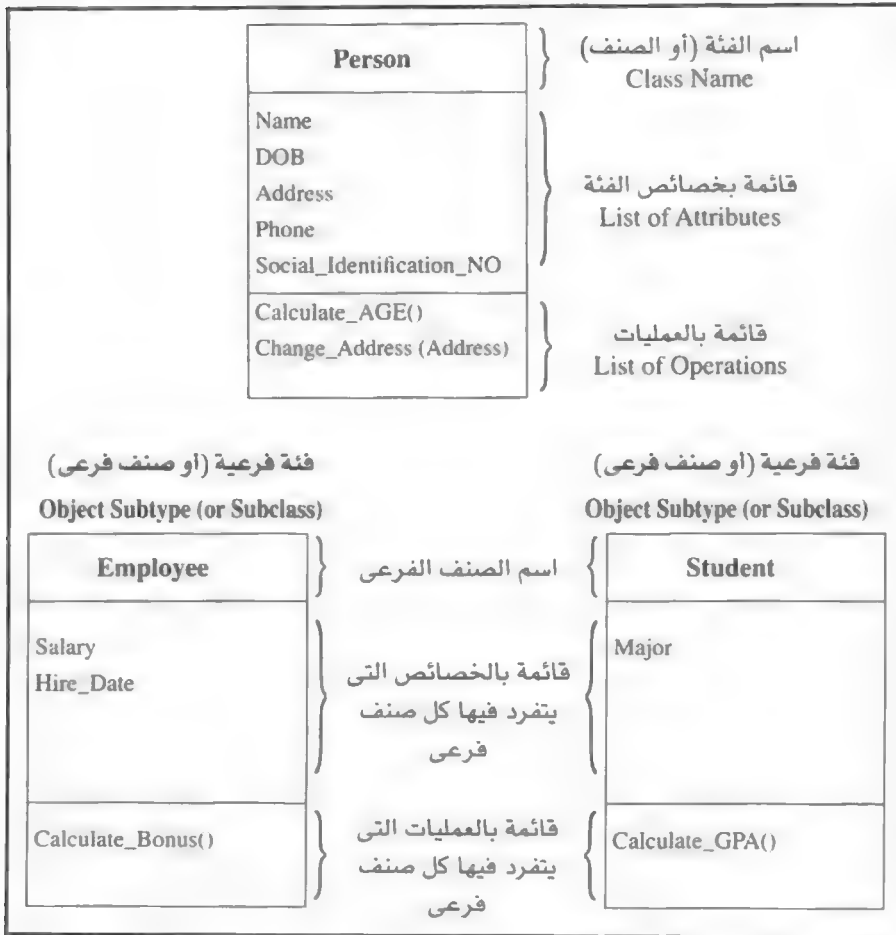 Person
اسم الفئة (أو الصنف)
Class Name
Name
DOB
Address
Phone
Social_Identification_NO
قائمة بخصائص الفئة
List of Attributes
Calculate_AGE()
Change_Address (Address)
قائمة بالعمليات
List of Operations
فئة فرعية (أو صنف فرعى)
Object Subtype (or Subclass)
فئة فرعية (أو صنف فرعى)
Object Subtype (or Subclass)
Employee
اسم الصنف الفرعى
Student
Salary
Hire_Date
قائمة بالخصائص التى
يتفرد فيها كل صنف
فرعى
Major
Calculate_Bonus()
قائمة بالعمليات التى
يتفرد فيها كل صنف
فرعى
Calculate_GPA()